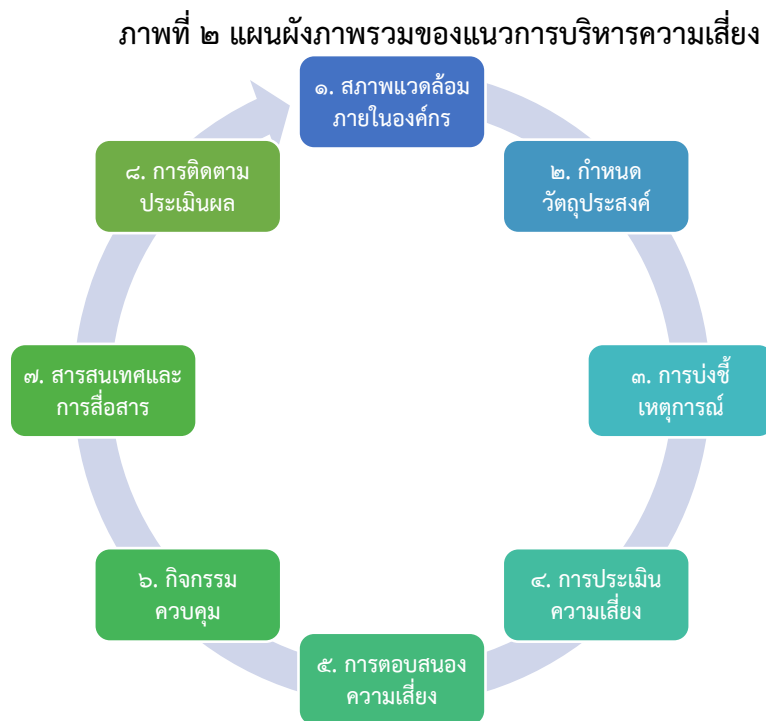 ภาพที่ ๒ แผนผังภาพรวมของแนวการบริหารความเสี่ยง
๑. สภาพแวดล้อม
ภายในองค์กร
๒. กำหนด
วัตถุประสงค์
๓. การบ่งชี้
เหตุการณ์
๔. การประเมิน
ความเสี่ยง
๕. การตอบสนอง
ความเสี่ยง
๖. กิจกรรม
ควบคุม
๗. สารสนเทศและ
การสื่อสาร
๘. การติดตาม
ประเมินผล